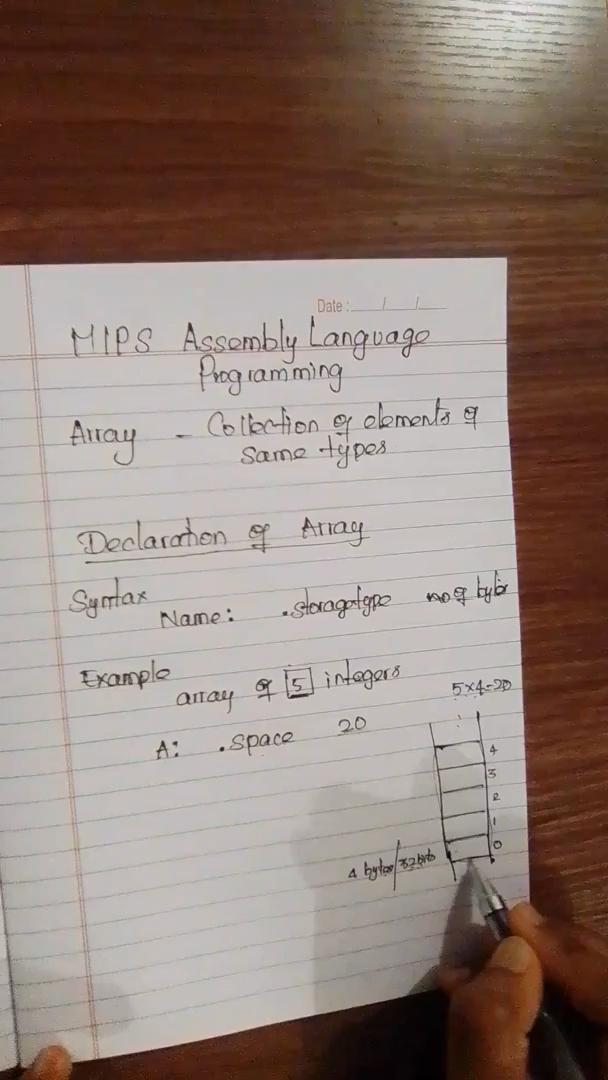 Date: / /
MIPS Assembly Language
Programming
Array - Collection of elements of
same types
Declaration of Array
Syntax
Name: .storagetype no of bytes
Example
array of 5 integers
5×4=20
A: .space 20
4
3
2
1
0
4 bytes/32 bits